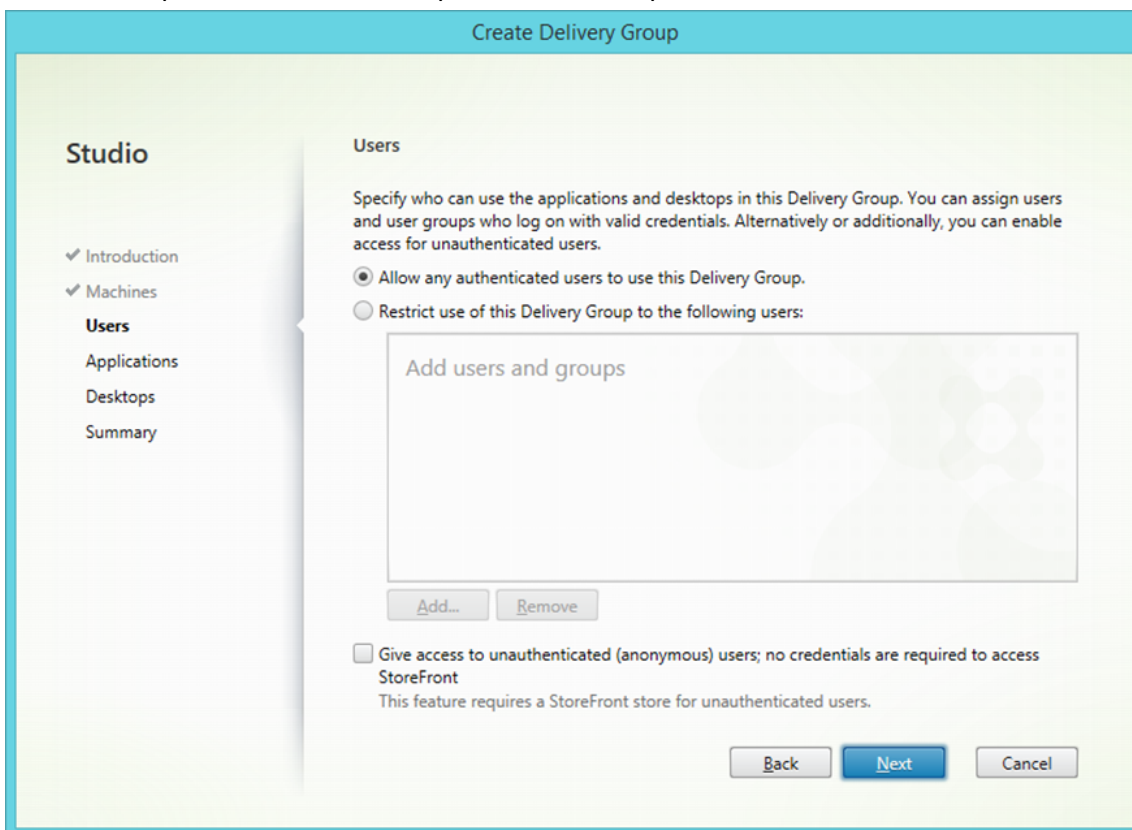 Create Delivery Group
Studio
✔ Introduction
✔ Machines
Users
Applications
Desktops
Summary
Users
Specify who can use the applications and desktops in this Delivery Group. You can assign users
and user groups who log on with valid credentials. Alternatively or additionally, you can enable
access for unauthenticated users.
Allow any authenticated users to use this Delivery Group.
Restrict use of this Delivery Group to the following users:
Add users and groups
Add... Remove
Give access to unauthenticated (anonymous) users; no credentials are required to access
StoreFront
This feature requires a StoreFront store for unauthenticated users.
Back Next Cancel